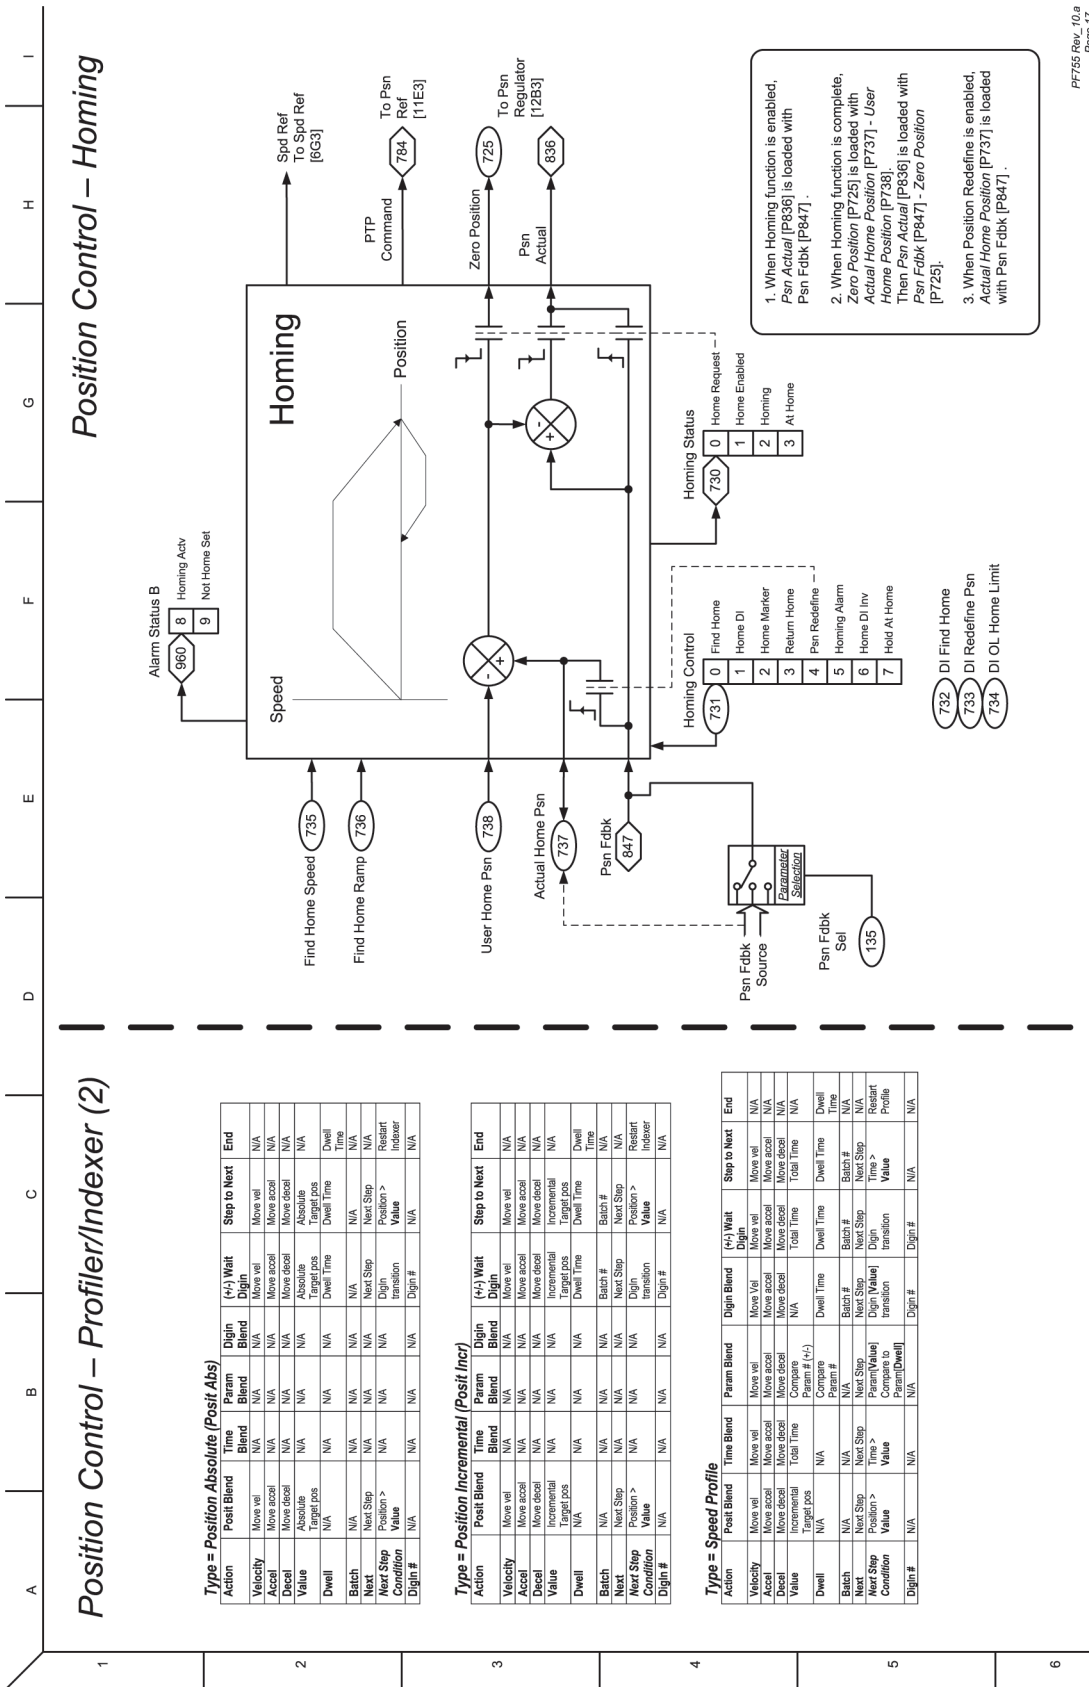 A
B
C
D
E
F
G
H
I
1
2
3
4
5
6
Position Control – Profiler/Indexer (2)
Type = Position Absolute (Posit Abs)
Action | Posit Blend | Time Blend | Param Blend | Digin Blend | (+/-) Wait Digin | Step to Next | End
Velocity | Move vel | N/A | N/A | N/A | Move vel | Move vel | N/A
Accel | Move accel | N/A | N/A | N/A | Move accel | Move accel | N/A
Decel | Move decel | N/A | N/A | N/A | Move decel | Move decel | N/A
Value | Absolute Target pos | N/A | N/A | N/A | Absolute Target pos | Absolute Target pos | N/A
Dwell | N/A | N/A | N/A | N/A | Dwell Time | Dwell Time | Dwell Time
Batch | N/A | N/A | N/A | N/A | N/A | N/A | N/A
Next | Next Step | N/A | N/A | N/A | Next Step | Next Step | N/A
Next Step Condition | Position > Value | N/A | N/A | N/A | DigIn transition | Position > Value | Restart Indexer
DigIn # | N/A | N/A | N/A | N/A | Digin # | N/A | N/A
Type = Position Incremental (Posit Incr)
Action | Posit Blend | Time Blend | Param Blend | Digin Blend | (+/-) Wait Digin | Step to Next | End
Velocity | Move vel | N/A | N/A | N/A | Move vel | Move vel | N/A
Accel | Move accel | N/A | N/A | N/A | Move accel | Move accel | N/A
Decel | Move decel | N/A | N/A | N/A | Move decel | Move decel | N/A
Value | Incremental Target pos | N/A | N/A | N/A | Incremental Target pos | Incremental Target pos | N/A
Dwell | N/A | N/A | N/A | N/A | Dwell Time | Dwell Time | Dwell Time
Batch | N/A | N/A | N/A | N/A | Batch # | Batch # | N/A
Next | Next Step | N/A | N/A | N/A | Next Step | Next Step | N/A
Next Step Condition | Position > Value | N/A | N/A | N/A | DigIn transition | Position > Value | Restart Indexer
DigIn # | N/A | N/A | N/A | N/A | Digin # | N/A | N/A
Type = Speed Profile
Action | Posit Blend | Time Blend | Param Blend | Digin Blend | (+/-) Wait Digin | Step to Next | End
Velocity | Move vel | Move vel | Move vel | Move Vel | Move vel | Move vel | N/A
Accel | Move accel | Move accel | Move accel | Move accel | Move accel | Move accel | N/A
Decel | Move decel | Move decel | Move decel | Move decel | Move decel | Move decel | N/A
Value | Incremental Target pos | Total Time | Compare Param # (+/-) | N/A | Total Time | Total Time | N/A
Dwell | N/A | N/A | Compare Param # | Dwell Time | Dwell Time | Dwell Time | Dwell Time
Batch | N/A | N/A | N/A | Batch # | Batch # | Batch # | N/A
Next | Next Step | Next Step | Next Step | Next Step | Next Step | Next Step | N/A
Next Step Condition | Position > Value | Time > Value | Param[Value] Compare to Param[Dwell] | Digin [Value] transition | DigIn transition | Time > Value | Restart Profile
DigIn # | N/A | N/A | N/A | Digin # | Digin # | N/A | N/A
Position Control – Homing
Alarm Status B
960
8 Homing Actv
9 Not Home Set
Homing
Speed
Position
Find Home Speed
735
Find Home Ramp
736
User Home Psn
738
Actual Home Psn
737
Psn Fdbk
847
Psn Fdbk
Source
Parameter
Selection
Psn Fdbk
Sel
135
-
+
-
+
Spd Ref
To Spd Ref
[6G3]
PTP
Command
784
To Psn
Ref
[11E3]
Zero Position
725
To Psn
Regulator
[12B3]
Psn
Actual
836
Homing Control
731
0 Find Home
1 Home DI
2 Home Marker
3 Return Home
4 Psn Redefine
5 Homing Alarm
6 Home DI Inv
7 Hold At Home
Homing Status
730
0 Home Request
1 Home Enabled
2 Homing
3 At Home
732 DI Find Home
733 DI Redefine Psn
734 DI OL Home Limit
1. When Homing function is enabled,
Psn Actual [P836] is loaded with
Psn Fdbk [P847] .
2. When Homing function is complete,
Zero Position [P725] is loaded with
Actual Home Position [P737] - User
Home Position [P738].
Then Psn Actual [P836] is loaded with
Psn Fdbk [P847] - Zero Position
[P725].
3. When Position Redefine is enabled,
Actual Home Position [P737] is loaded
with Psn Fdbk [P847] .
PF755 Rev_10.a
Page 17